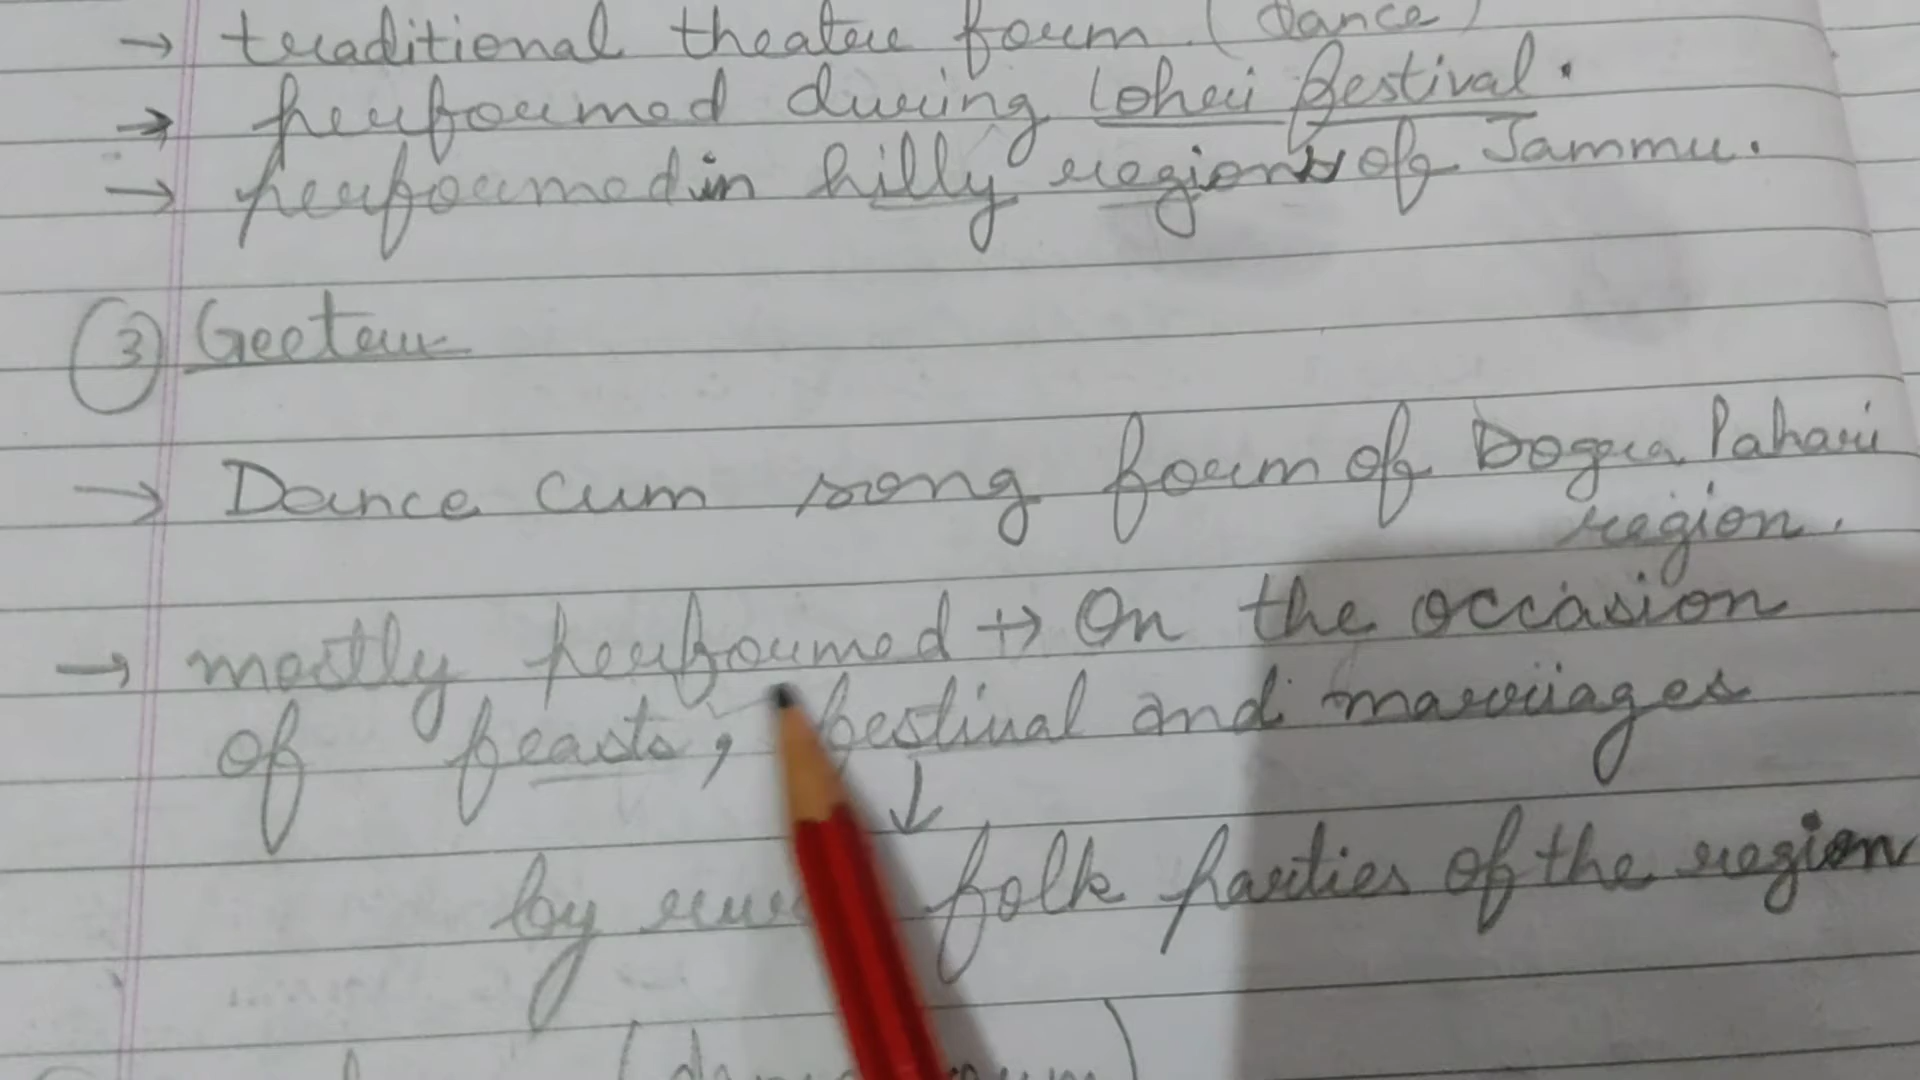 → traditional theatre form (dance)
→ performed during Lohri festival.
→ performed in hilly regions of Jammu.
③ Geetru
→ Dance cum song form of Dogra Pahari
region.
→ mostly performed → On the occasion
of feasts, festival and marriages
↓
by folk parties of the region